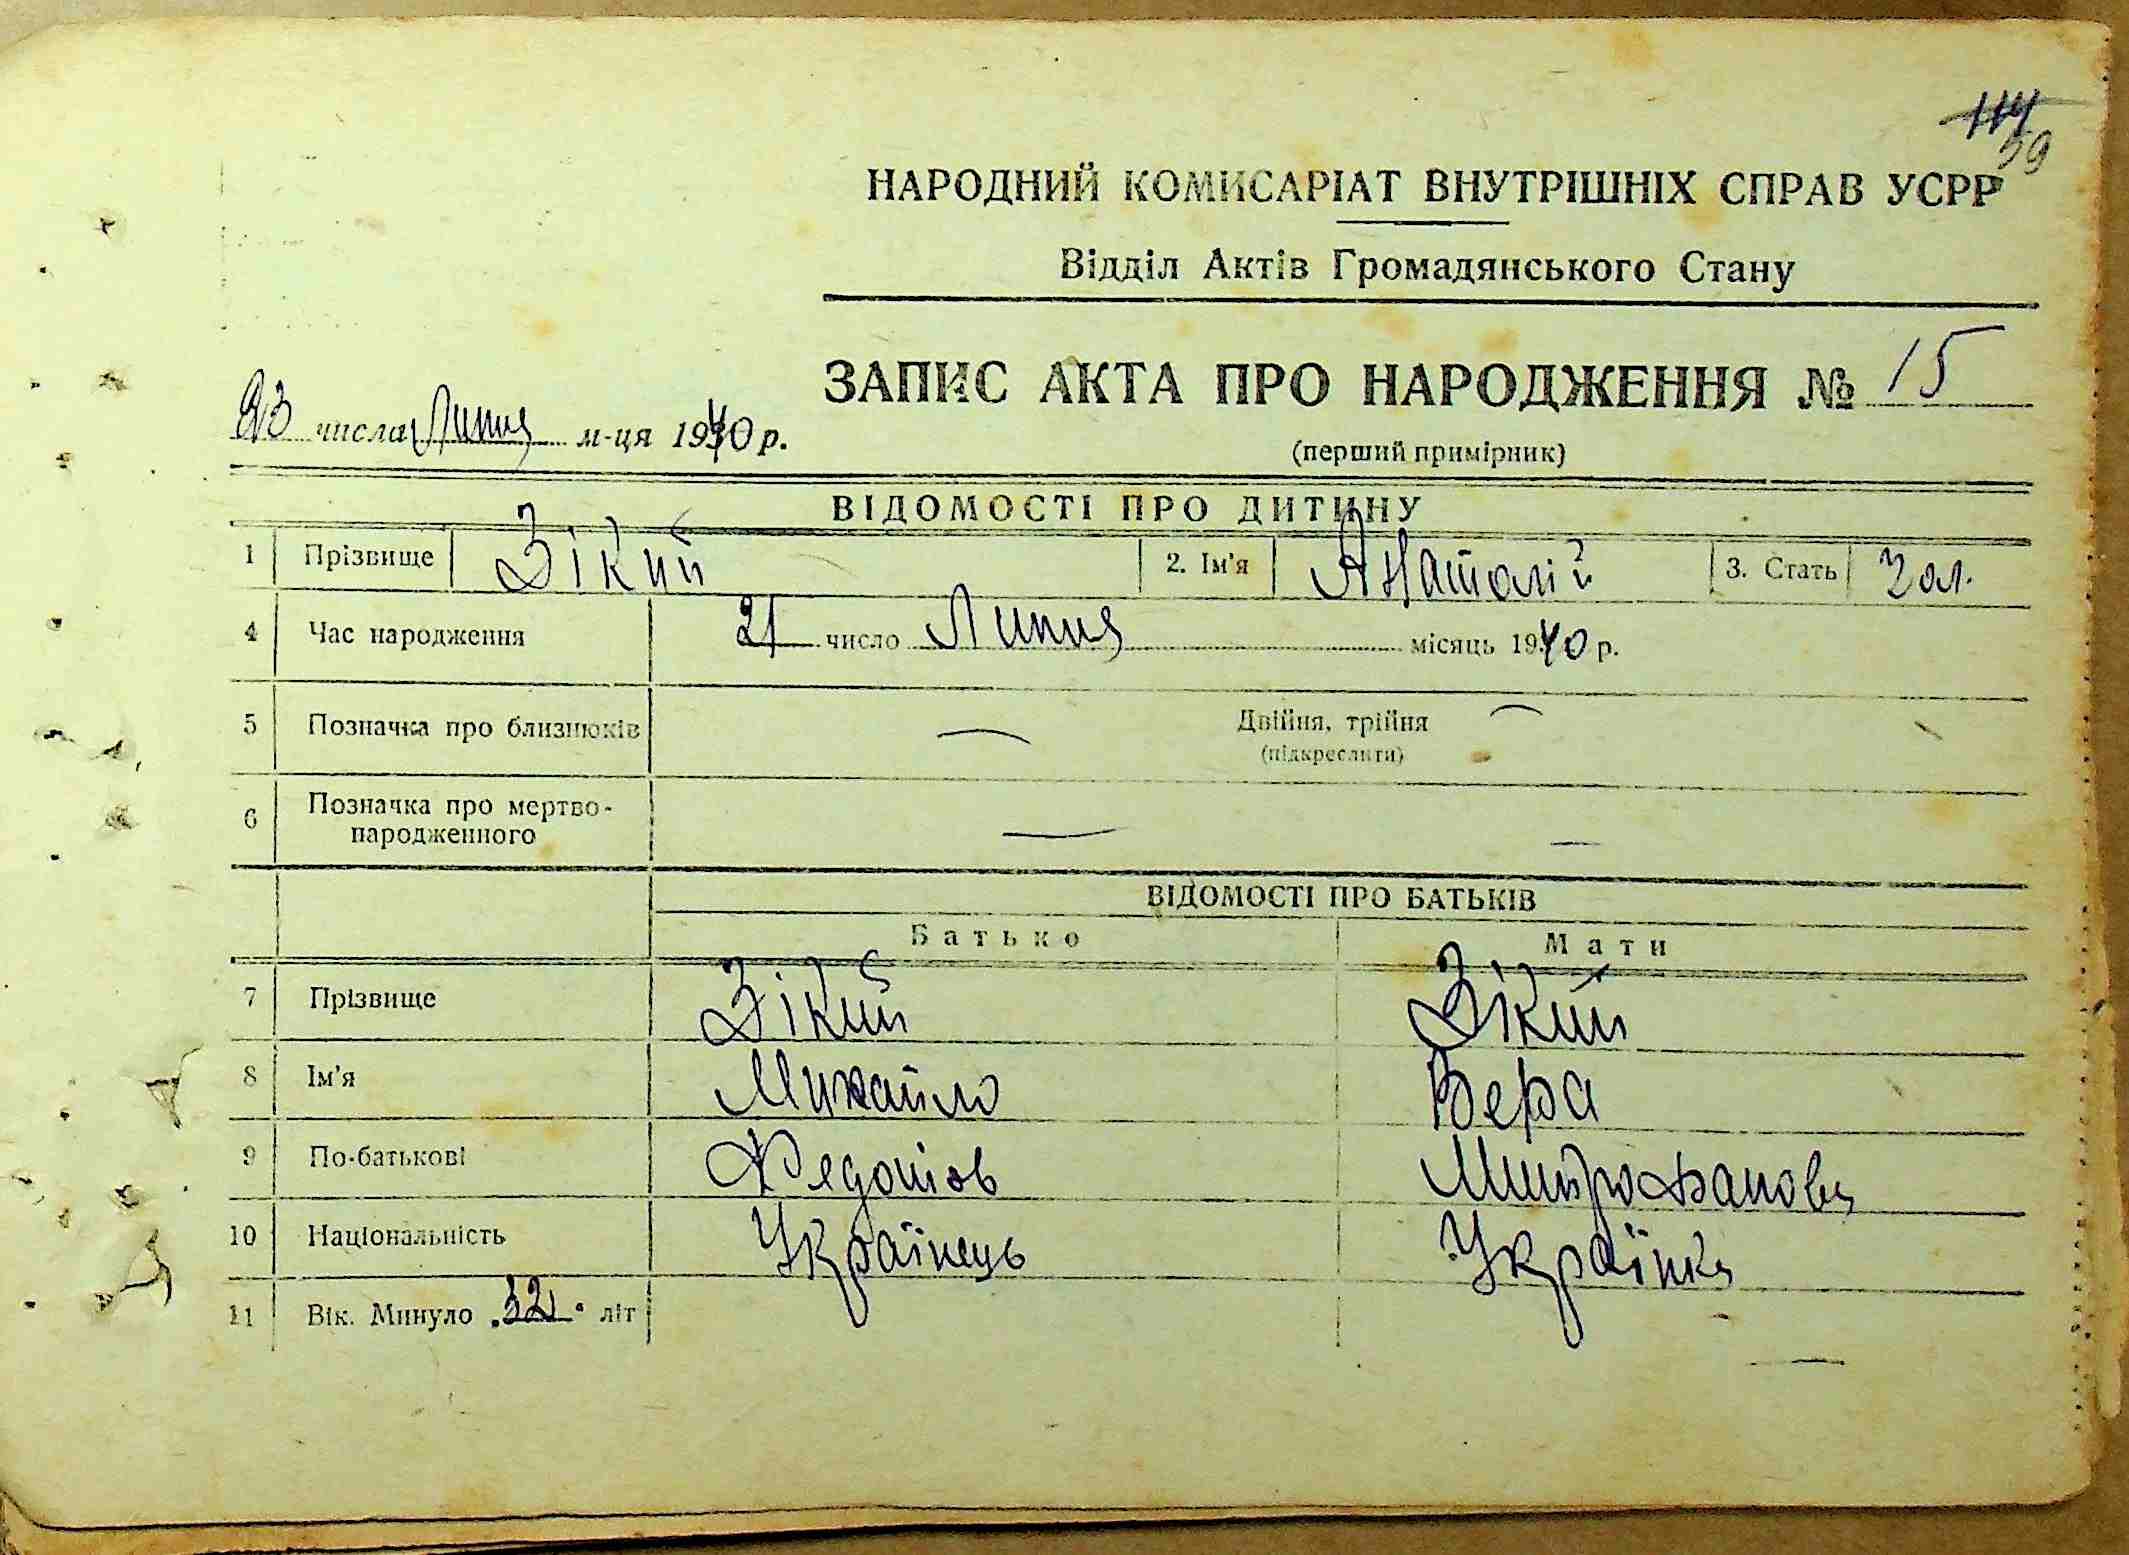 114
59
НАРОДНИЙ КОМИСАРІАТ ВНУТРІШНІХ СПРАВ УСРР
Відділ Актів Громадянського Стану
ЗАПИС АКТА ПРО НАРОДЖЕННЯ № 15
23 числа Липня м-ця 1940 р.
(перший примірник)
ВІДОМОСТІ ПРО ДИТИНУ
1 Прізвище Зікий 2. Ім'я Анатолій 3. Стать Чол.
4 Час народження 21 число Липня місяць 1940 р.
5 Позначка про близнюків — Двійня, трійня —
(підкреслити)
6 Позначка про мертво-
народженного — —
ВІДОМОСТІ ПРО БАТЬКІВ
Батько Мати
7 Прізвище Зікий Зікий
8 Ім'я Михайло Вера
9 По-батькові Федотов Митрофанова
10 Національність Українець Українка
11 Вік. Минуло 32 літ